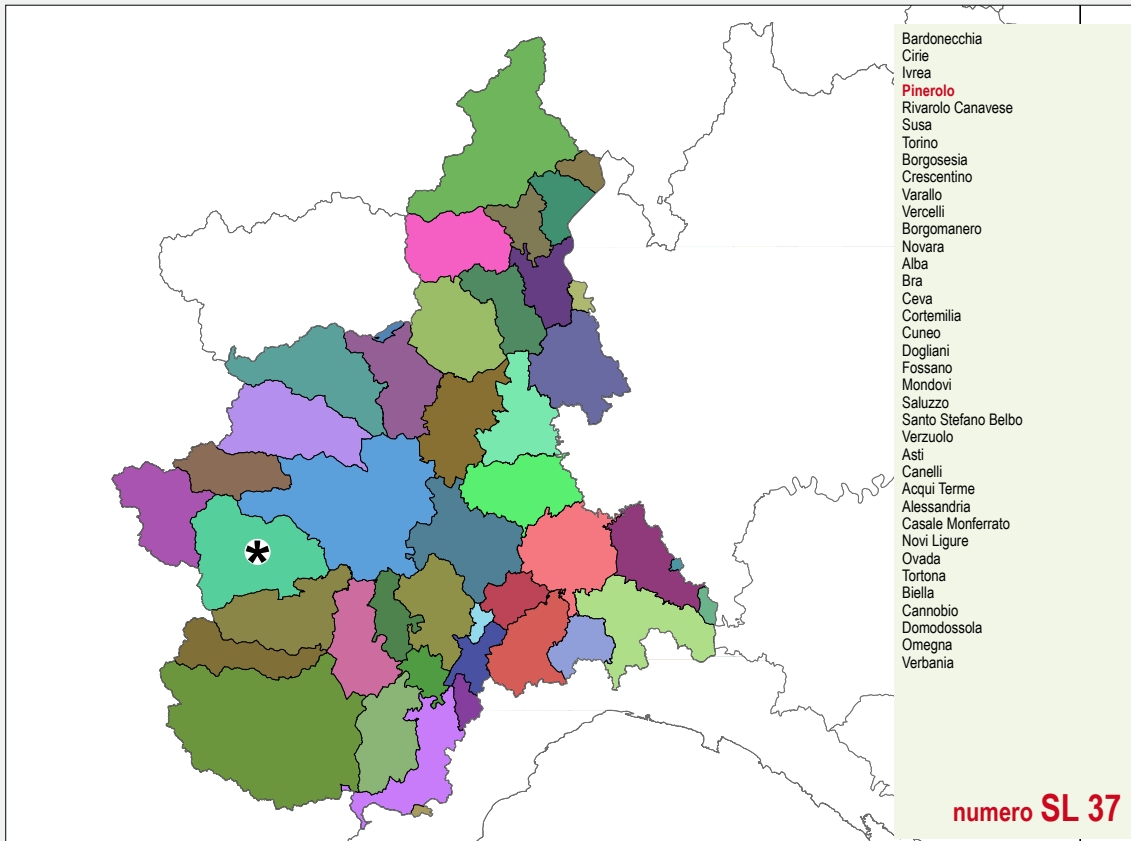 Bardonecchia
Cirie
Ivrea
Pinerolo
Rivarolo Canavese
Susa
Torino
Borgosesia
Crescentino
Varallo
Vercelli
Borgomanero
Novara
Alba
Bra
Ceva
Cortemilia
Cuneo
Dogliani
Fossano
Mondovi
Saluzzo
Santo Stefano Belbo
Verzuolo
Asti
Canelli
Acqui Terme
Alessandria
Casale Monferrato
Novi Ligure
Ovada
Tortona
Biella
Cannobio
Domodossola
Omegna
Verbania
numero SL 37